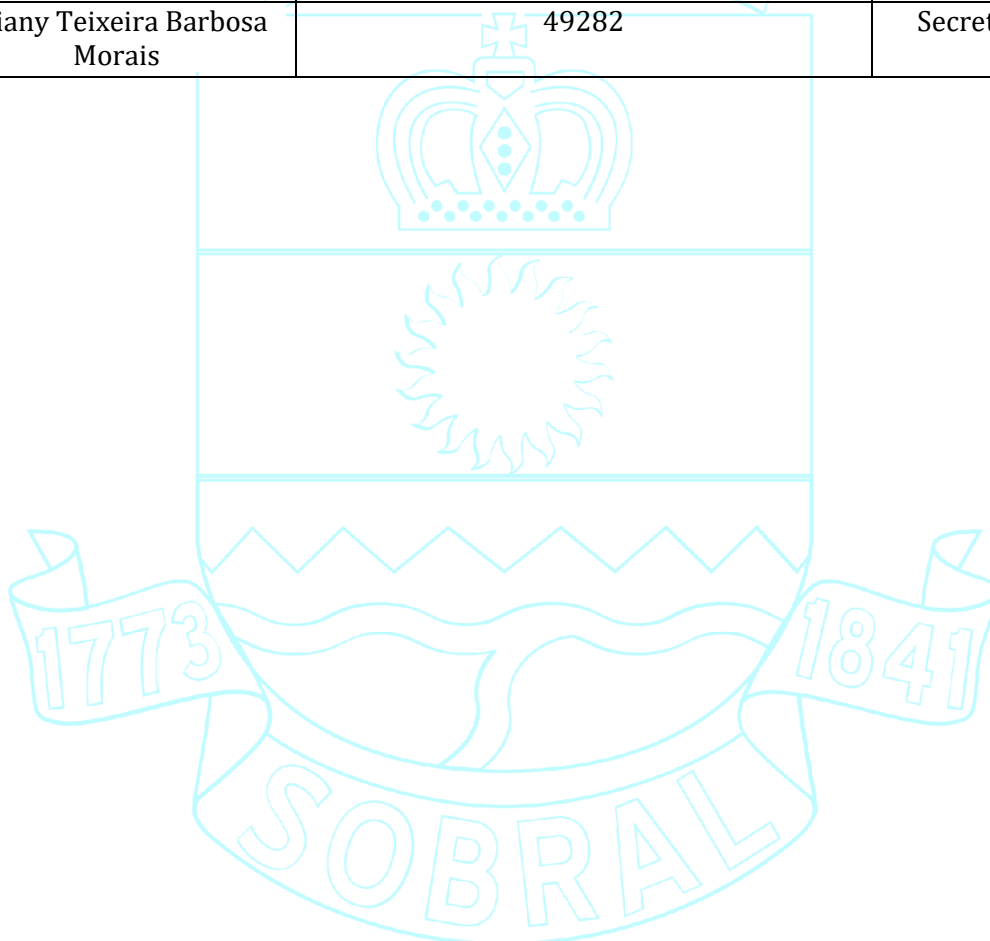 iany Teixeira Barbosa
Morais
49282
Secret
1773
1841
SOBRAL